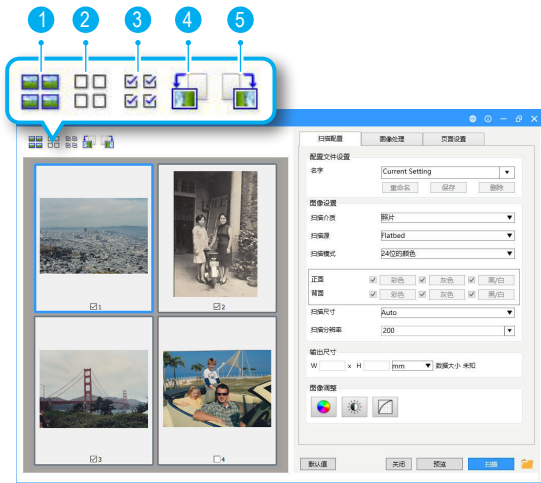 1 2 3 4 5
扫描配置 图像处理 页面设置
配置文件设置
名字 Current Setting
重命名 保存 删除
图像设置
扫描介质 照片
扫描源 Flatbed
扫描模式 24位的颜色
正面 彩色 灰色 黑/白
背面 彩色 灰色 黑/白
扫描尺寸 Auto
扫描分辨率 200
输出尺寸
W x H mm 数据大小 未知
图像调整
1
2
3
4
默认值 关闭 预览 扫描